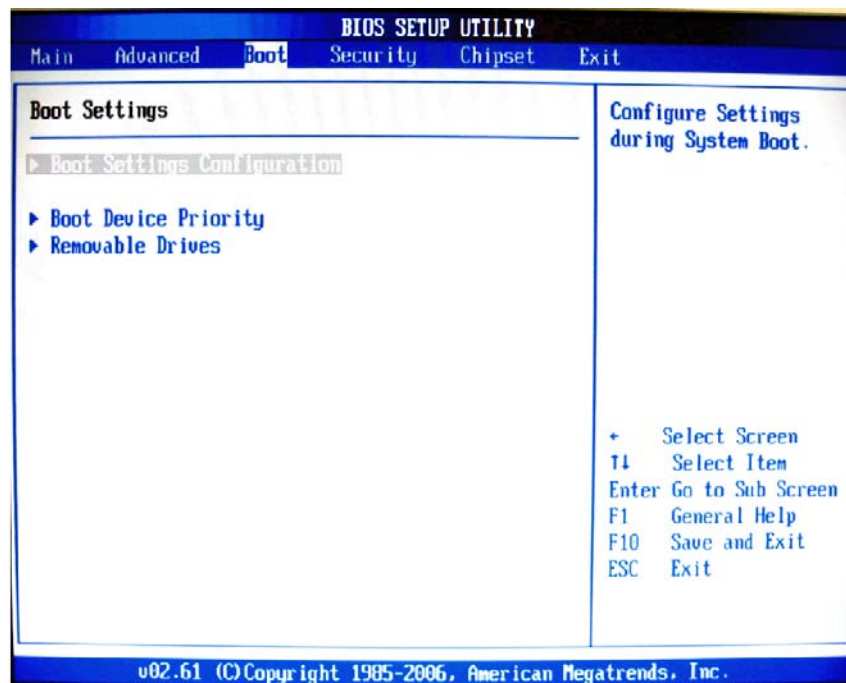 BIOS SETUP UTILITY
Main Advanced Boot Security Chipset Exit
Boot Settings
▶ Boot Settings Configuration
▶ Boot Device Priority
▶ Removable Drives
Configure Settings
during System Boot.
← Select Screen
↑↓ Select Item
Enter Go to Sub Screen
F1 General Help
F10 Save and Exit
ESC Exit
v02.61 (C)Copyright 1985-2006, American Megatrends, Inc.